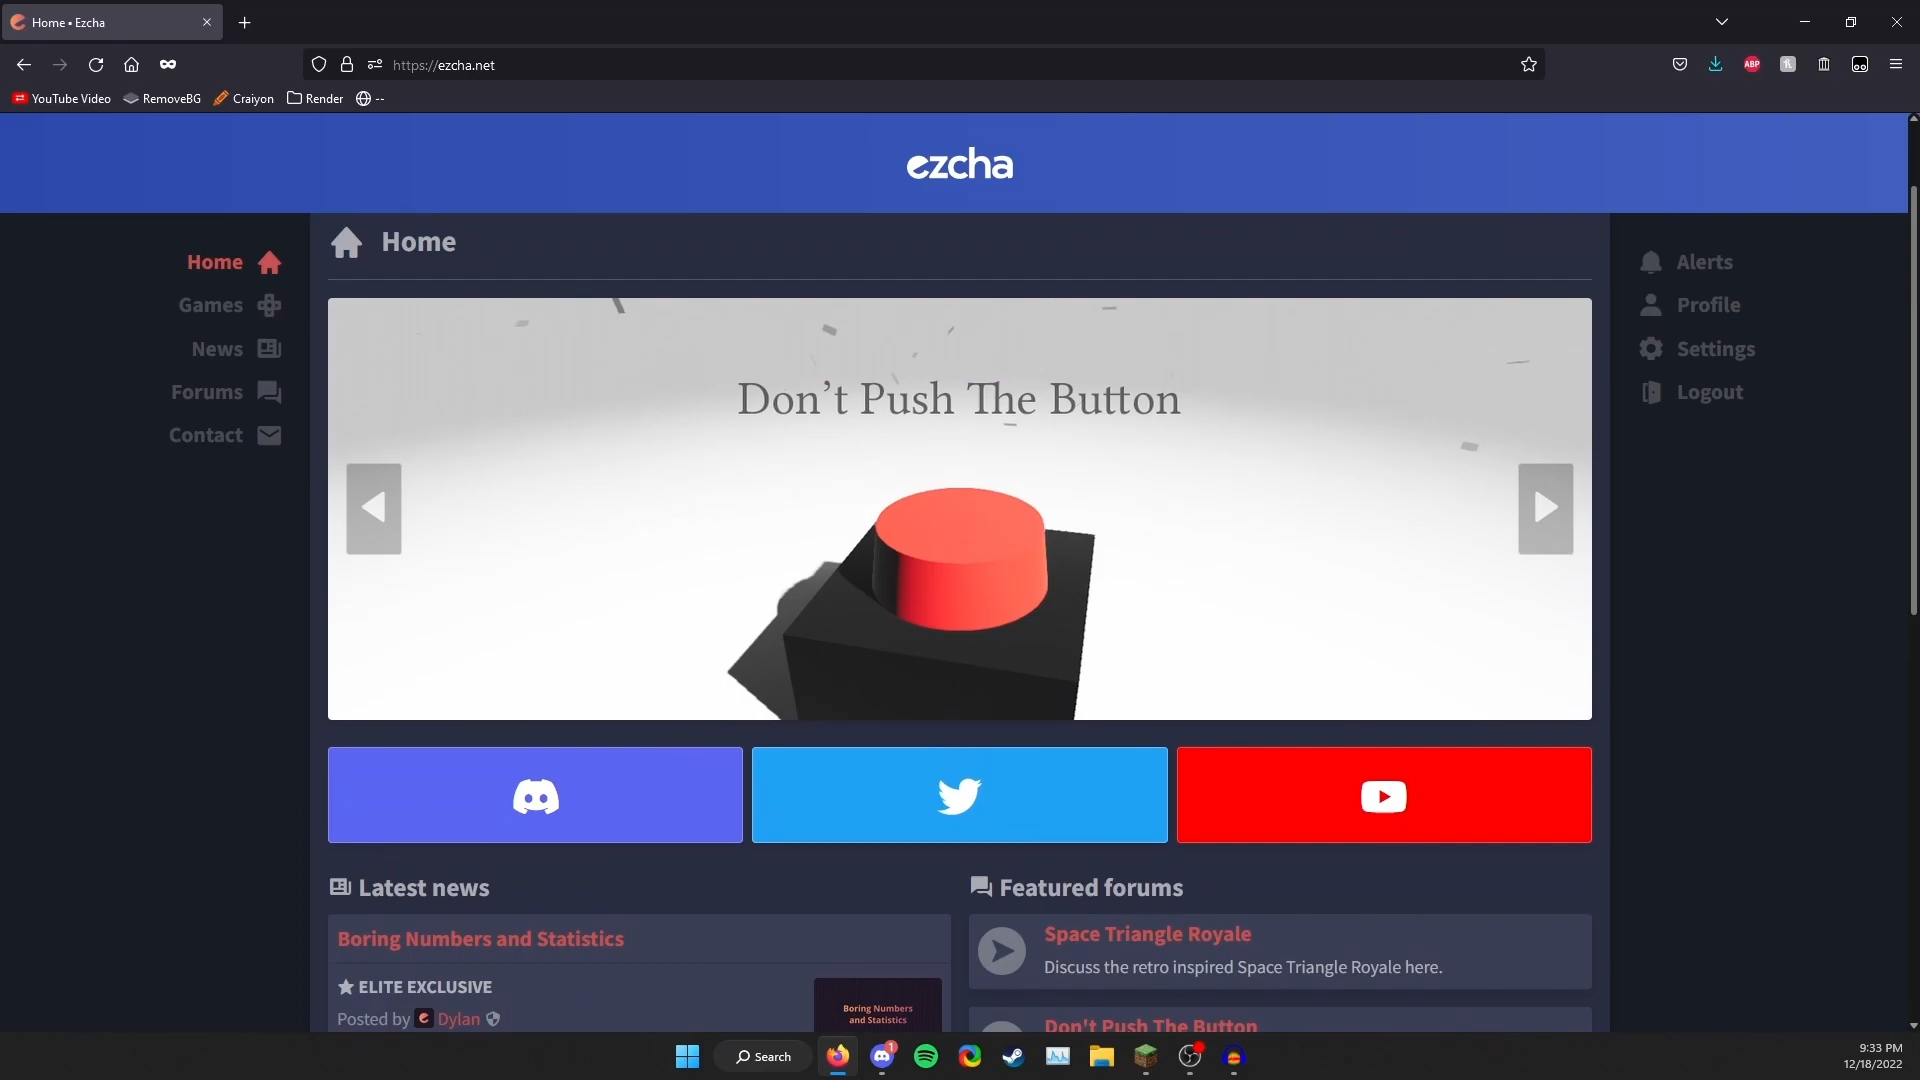 Home • Ezcha
https://ezcha.net
YouTube Video
RemoveBG
Craiyon
Render
--
ezcha
Home
Games
News
Forums
Contact
Home
Don't Push The Button
Alerts
Profile
Settings
Logout
Latest news
Boring Numbers and Statistics
ELITE EXCLUSIVE
Posted by Dylan
Boring Numbers
and Statistics
Featured forums
Space Triangle Royale
Discuss the retro inspired Space Triangle Royale here.
Don't Push The Button
Search
1
9:33 PM
12/18/2022
ABP